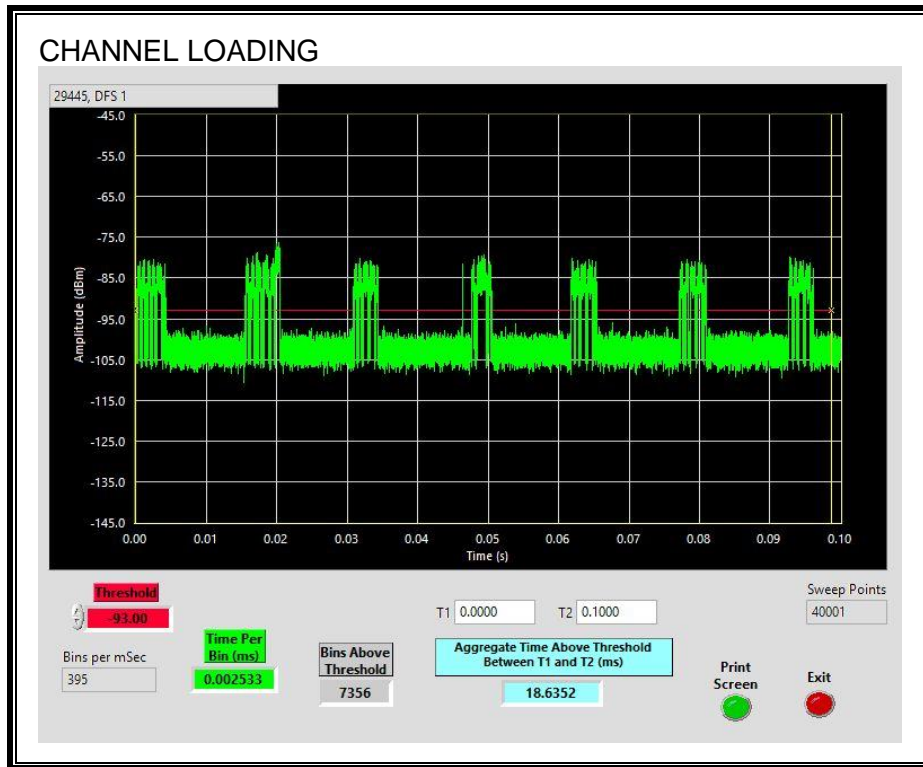 CHANNEL LOADING
29445, DFS 1
-45.0
-55.0
-65.0
-75.0
-85.0
-95.0
-105.0
-115.0
-125.0
-135.0
-145.0
Amplitude (dBm)
0.00 0.01 0.02 0.03 0.04 0.05 0.06 0.07 0.08 0.09 0.10
Time (s)
Threshold
-93.00
Bins per mSec
395
Time Per
Bin (ms)
0.002533
Bins Above
Threshold
7356
T1 0.0000 T2 0.1000
Aggregate Time Above Threshold
Between T1 and T2 (ms)
18.6352
Sweep Points
40001
Print
Screen
Exit